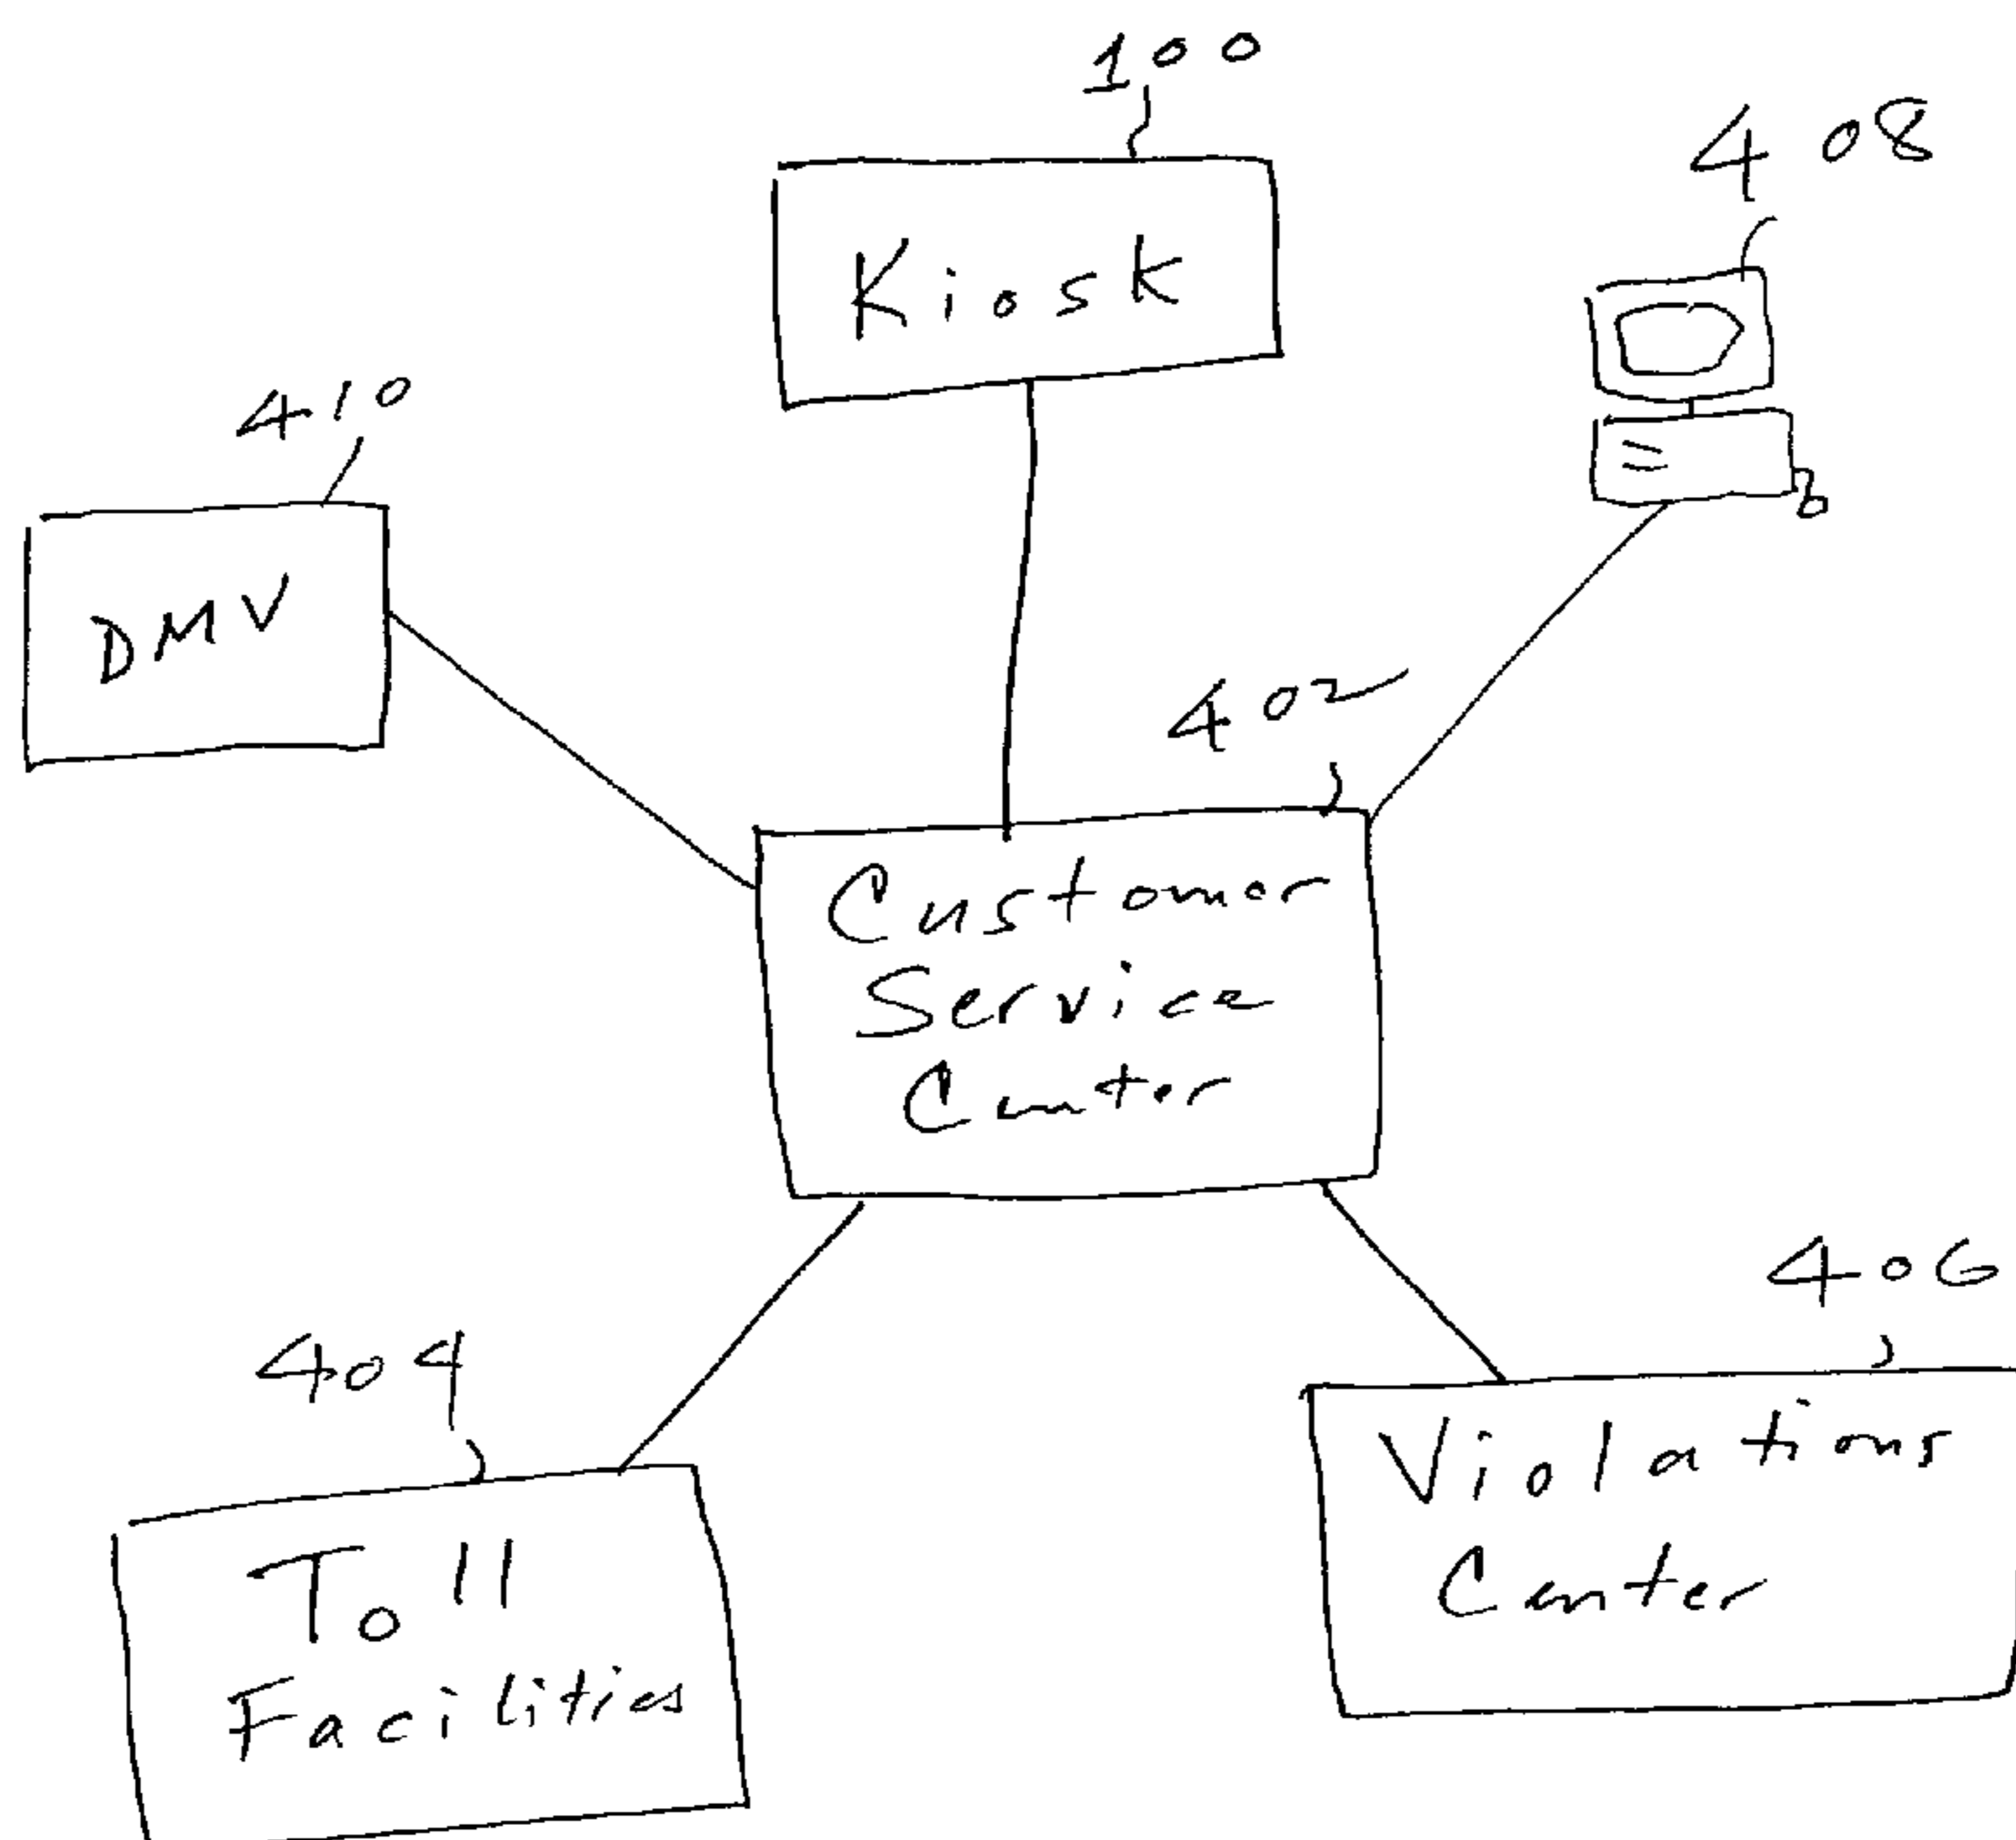 100
408
Kiosk
410
DMV
402
Customer
Service
Center
406
404
Violations
Center
Toll
Facilities